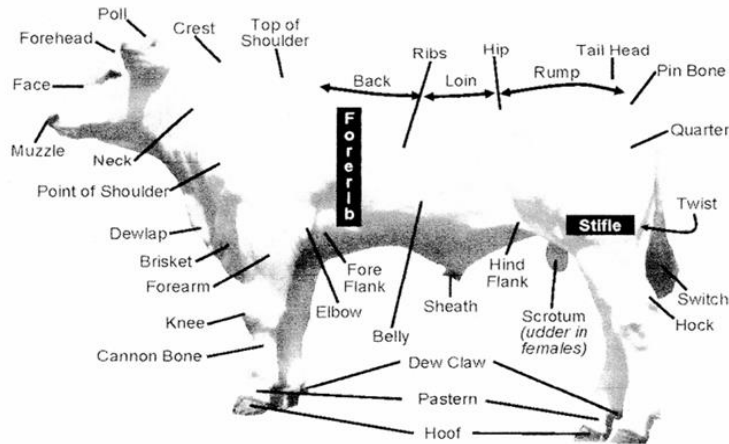 Poll
Forehead
Crest
Top of
Shoulder
Ribs
Hip
Tail Head
Face
Back
Loin
Rump
Pin Bone
Muzzle
Neck
ForerIb
Quarter
Point of Shoulder
Dewlap
Stifle
Twist
Brisket
Forearm
Fore
Flank
Elbow
Sheath
Hind
Flank
Switch
Knee
Belly
Scrotum
(udder in
females)
Hock
Cannon Bone
Dew Claw
Pastern
Hoof